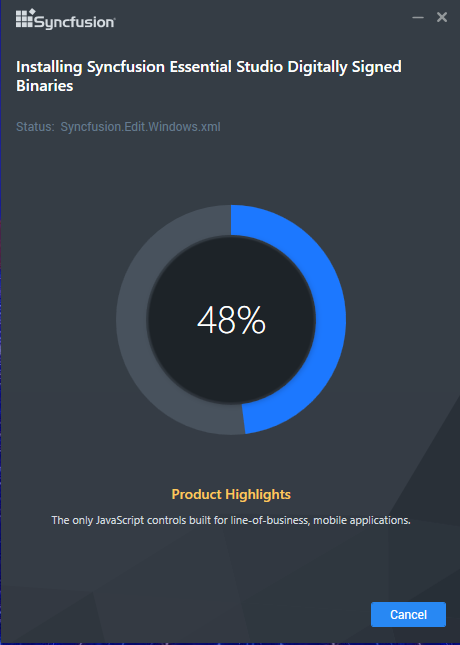 Syncfusion
Installing Syncfusion Essential Studio Digitally Signed
Binaries
Status: Syncfusion.Edit.Windows.xml
48%
Product Highlights
The only JavaScript controls built for line-of-business, mobile applications.
Cancel